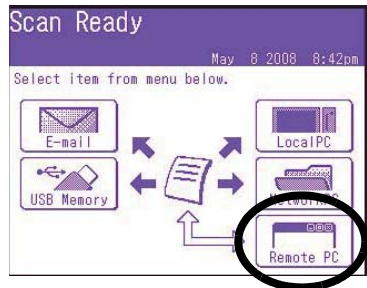 Scan Ready
May 8 2008 8:42pm
Select item from menu below.
E-mail
LocalPC
USB Memory
Remote PC